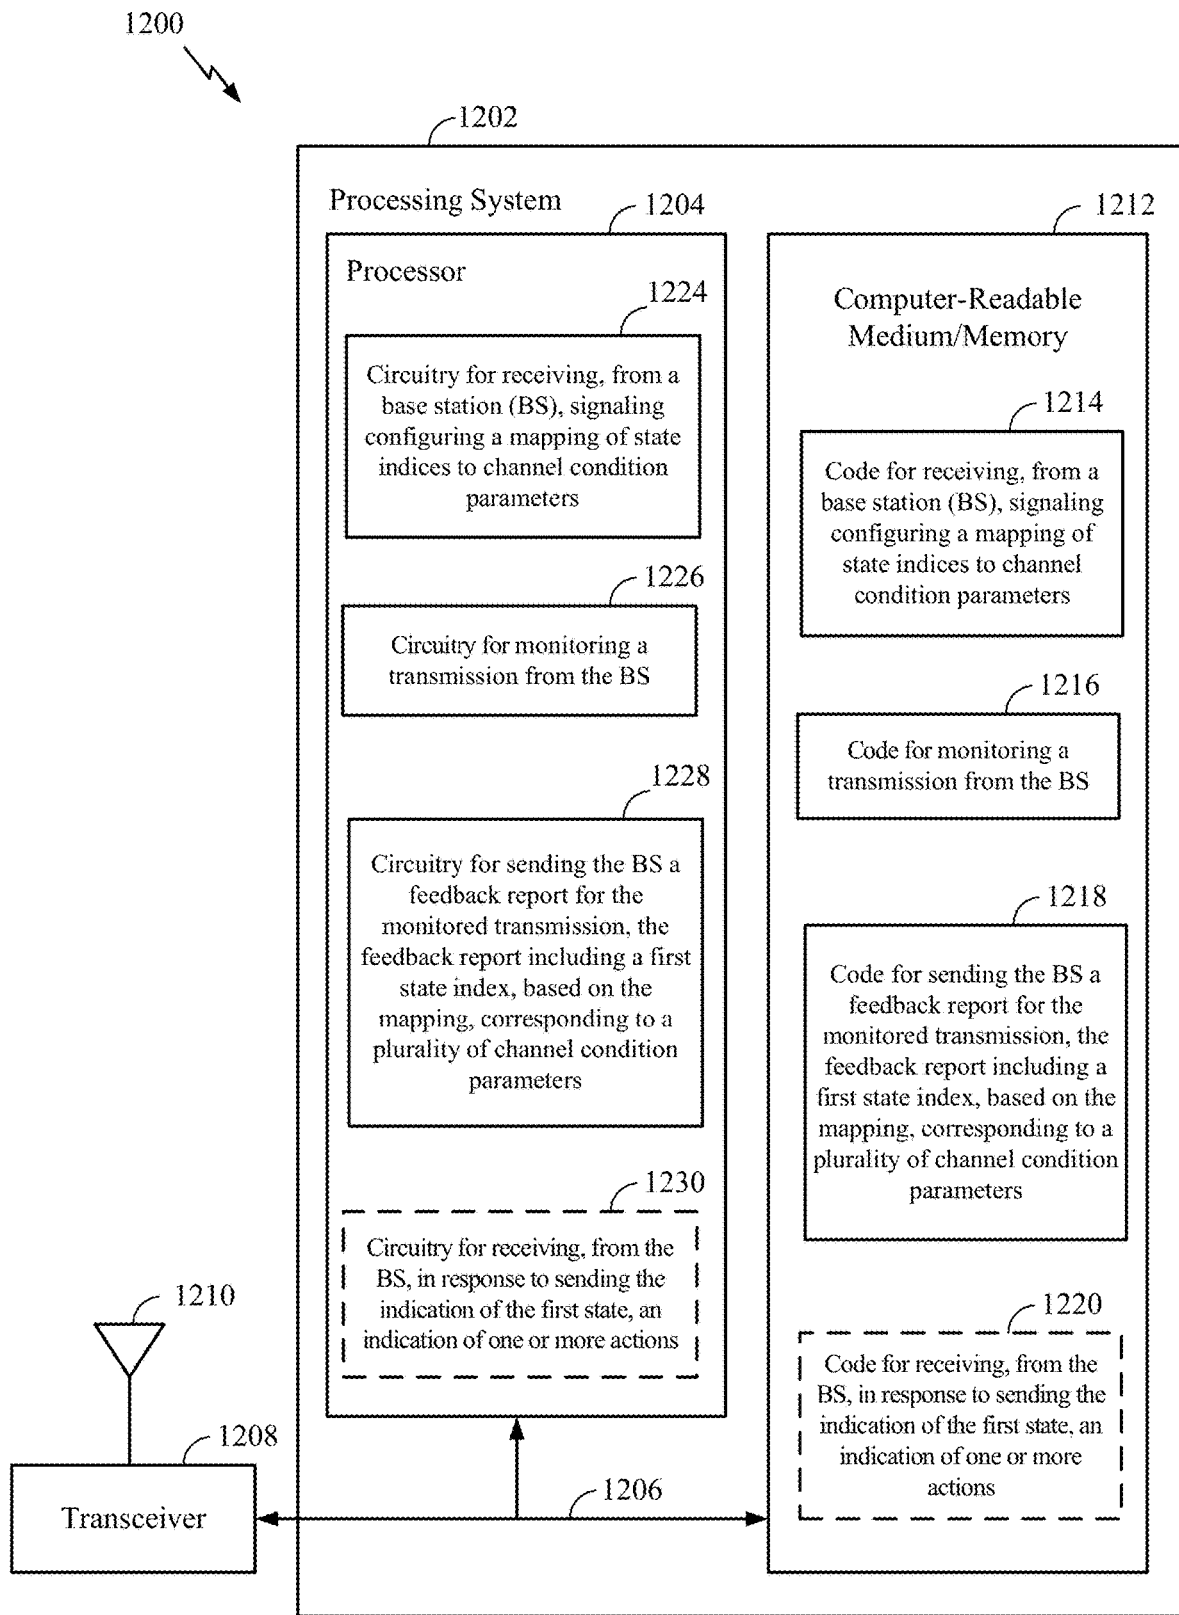 1200
1202
Processing System
1204
Processor
1224
Circuitry for receiving, from a
base station (BS), signaling
configuring a mapping of state
indices to channel condition
parameters
1226
Circuitry for monitoring a
transmission from the BS
1228
Circuitry for sending the BS a
feedback report for the
monitored transmission, the
feedback report including a first
state index, based on the
mapping, corresponding to a
plurality of channel condition
parameters
1230
Circuitry for receiving, from the
BS, in response to sending the
indication of the first state, an
indication of one or more actions
1212
Computer-Readable
Medium/Memory
1214
Code for receiving, from a
base station (BS), signaling
configuring a mapping of
state indices to channel
condition parameters
1216
Code for monitoring a
transmission from the BS
1218
Code for sending the BS a
feedback report for the
monitored transmission, the
feedback report including a
first state index, based on the
mapping, corresponding to a
plurality of channel condition
parameters
1220
Code for receiving, from the
BS, in response to sending the
indication of the first state, an
indication of one or more
actions
1210
1208
Transceiver
1206